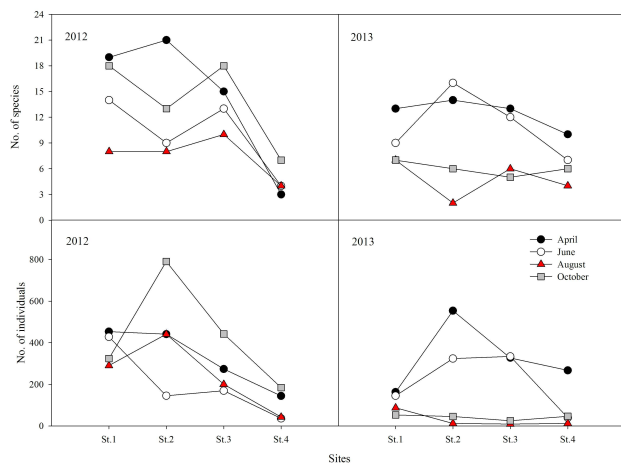 24
21
18
15
12
9
6
3
0
No. of species
2012
2013
800
600
400
200
0
No. of individuals
2012
2013
April
June
August
October
St.1
St.2
St.3
St.4
St.1
St.2
St.3
St.4
Sites